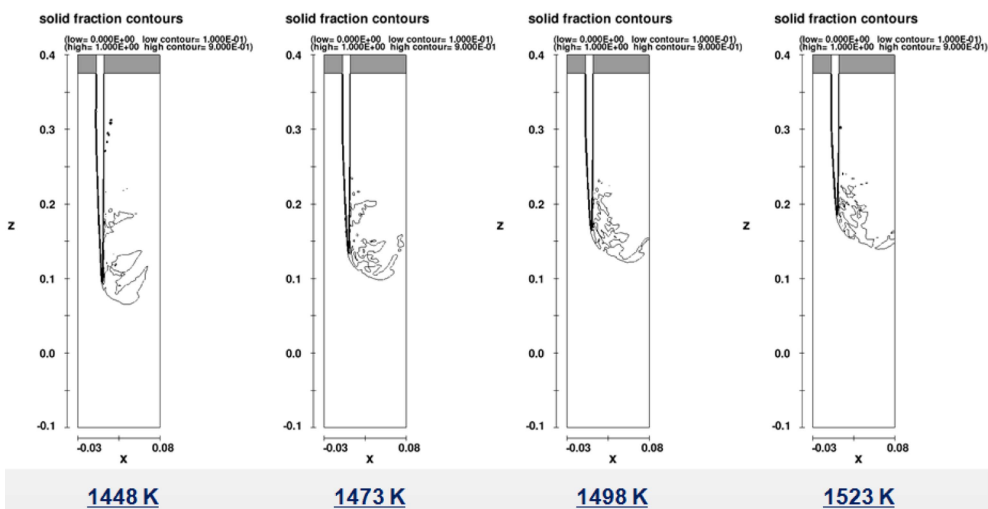 solid fraction contours
(low= 0.000E+00 low contour= 1.000E-01)
(high= 1.000E+00 high contour= 9.000E-01)
0.4
0.3
0.2
z
0.1
0.0
-0.1
-0.03 0.08
x
1448 K
solid fraction contours
(low= 0.000E+00 low contour= 1.000E-01)
(high= 1.000E+00 high contour= 9.000E-01
0.4
0.3
0.2
0.1
0.0
-0.1
-0.03 0.08
x
1473 K
solid fraction contours
(low= 0.000E+00 low contour= 1.000E-01)
(high= 1.000E+00 high contour= 9.000E-01)
0.4
0.3
0.2
z
0.1
0.0
-0.1
-0.03 0.08
x
1498 K
solid fraction contours
(low= 0.000E+00 low contour= 1.000E-01)
(high= 1.000E+00 high contour= 9.000E-01)
0.4
0.3
0.2
z
0.1
0.0
-0.1
-0.03 0.08
x
1523 K